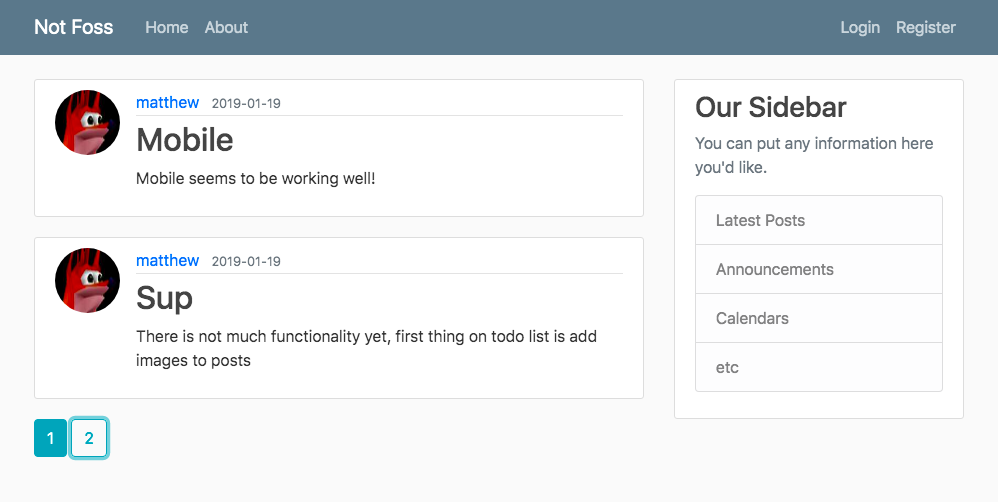 Not Foss Home About Login Register
matthew 2019-01-19
Mobile
Mobile seems to be working well!
matthew 2019-01-19
Sup
There is not much functionality yet, first thing on todo list is add
images to posts
1 2
Our Sidebar
You can put any information here
you'd like.
Latest Posts
Announcements
Calendars
etc